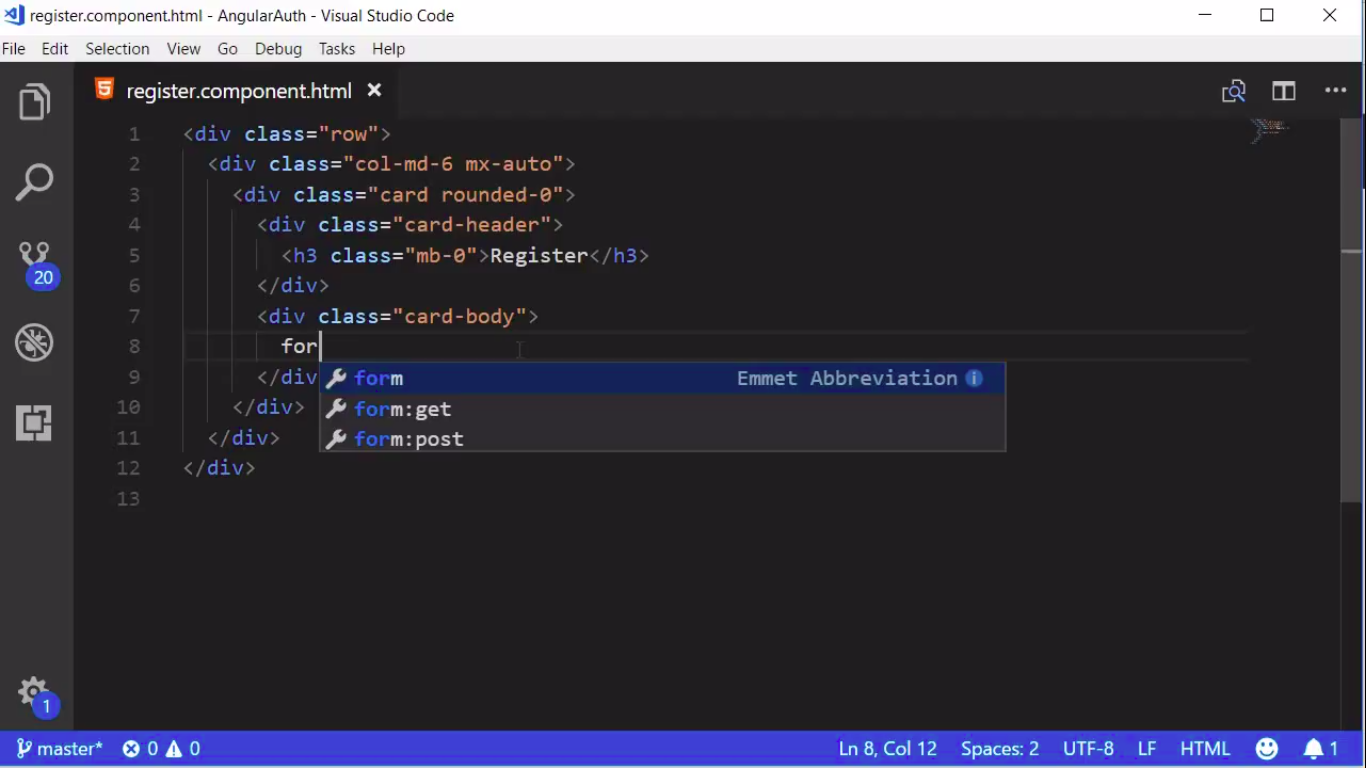 register.component.html - AngularAuth - Visual Studio Code
File Edit Selection View Go Debug Tasks Help
register.component.html
1 <div class="row">
2 <div class="col-md-6 mx-auto">
3 <div class="card rounded-0">
4 <div class="card-header">
5 <h3 class="mb-0">Register</h3>
6 </div>
7 <div class="card-body">
8 for
9 </div
form Emmet Abbreviation
10 </div>
form:get
11 </div>
form:post
12 </div>
13
20
1
master* 0 0 Ln 8, Col 12 Spaces: 2 UTF-8 LF HTML 1